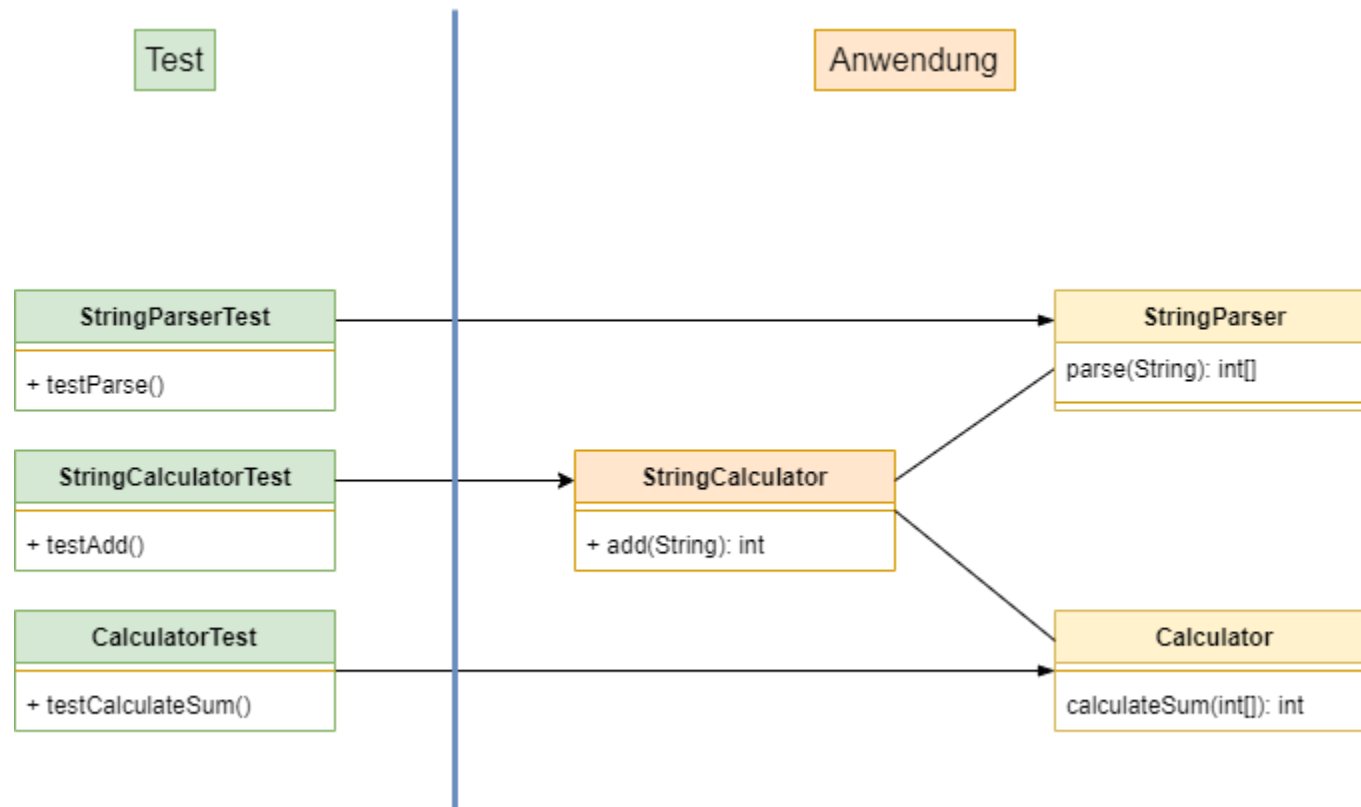 Test
Anwendung
StringParserTest
+ testParse()
StringParser
parse(String): int[]
StringCalculatorTest
+ testAdd()
StringCalculator
+ add(String): int
CalculatorTest
+ testCalculateSum()
Calculator
calculateSum(int[]): int